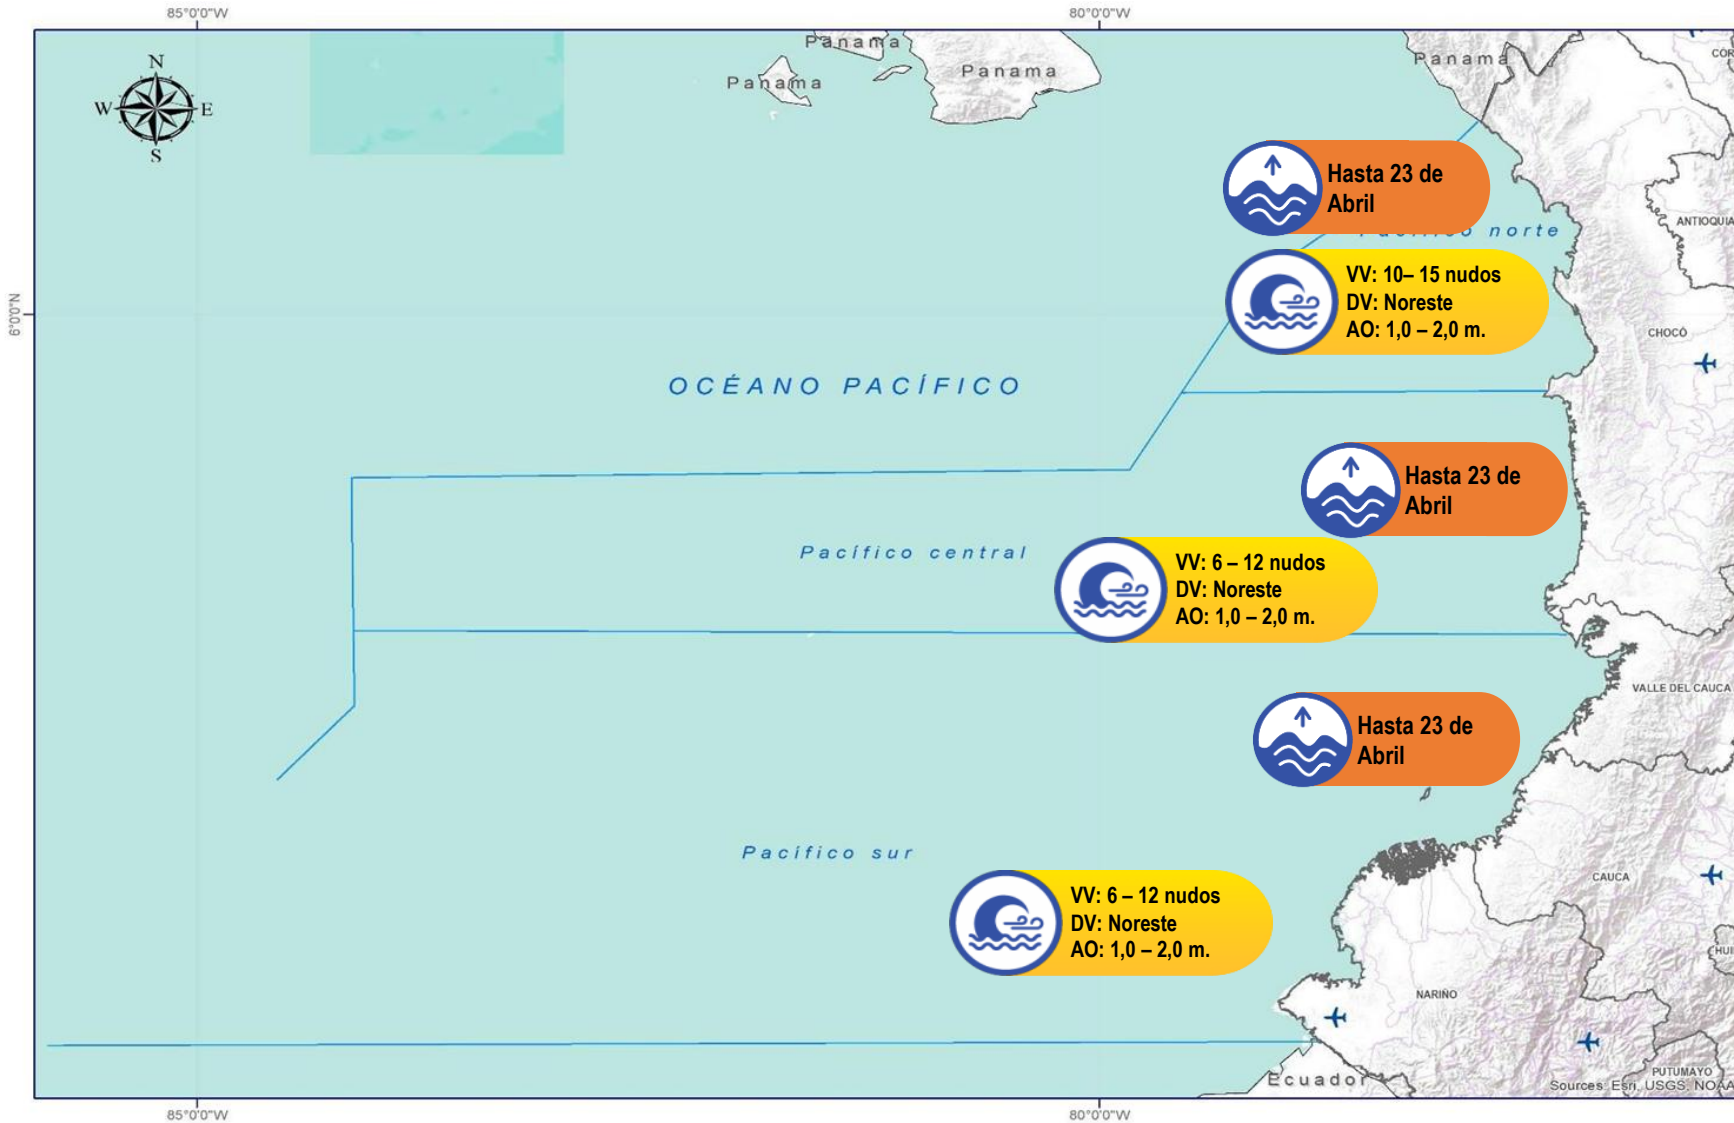 85°0'0"W
80°0'0"W
N
W
E
S
Panama
Panama
Panama
Panama
Hasta 23 de
Abril
ANTIOQUIA
Pacífico norte
6°0'0"N
VV: 10– 15 nudos
DV: Noreste
AO: 1,0 – 2,0 m.
CHOCÓ
OCÉANO PACÍFICO
Hasta 23 de
Abril
Pacífico central
VV: 6 – 12 nudos
DV: Noreste
AO: 1,0 – 2,0 m.
VALLE DEL CAUCA
Hasta 23 de
Abril
Pacífico sur
CAUCA
VV: 6 – 12 nudos
DV: Noreste
AO: 1,0 – 2,0 m.
HUI
NARIÑO
PUTUMAYO
Ecuador
Sources: Esri, USGS, NOAA
85°0'0"W
80°0'0"W